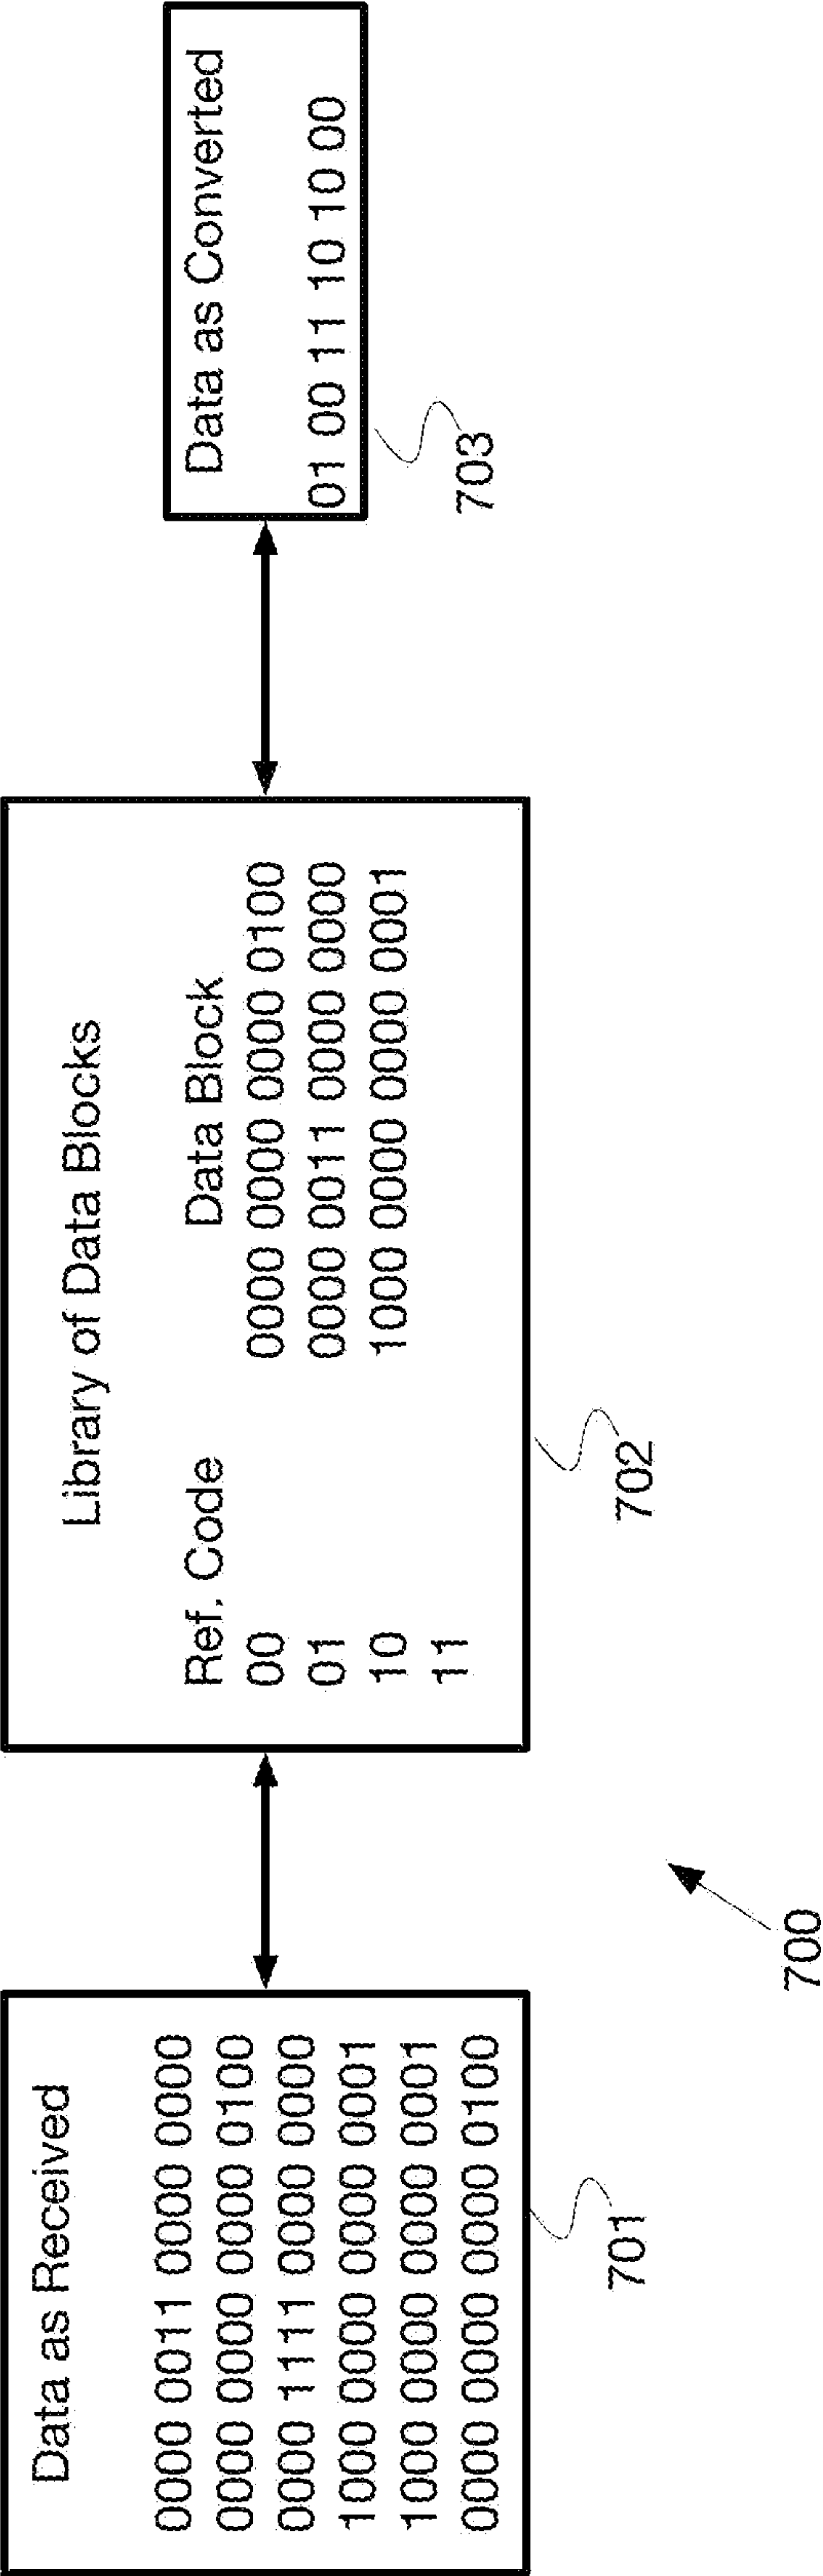 Data as Received
0000 0011 0000 0000
0000 0000 0000 0100
0000 1111 0000 0000
1000 0000 0000 0001
1000 0000 0000 0001
0000 0000 0000 0100
701
Library of Data Blocks
Ref. Code Data Block
00 0000 0000 0000 0100
01 0000 0011 0000 0000
10 1000 0000 0000 0001
11
702
Data as Converted
01 00 11 10 10 00
703
700